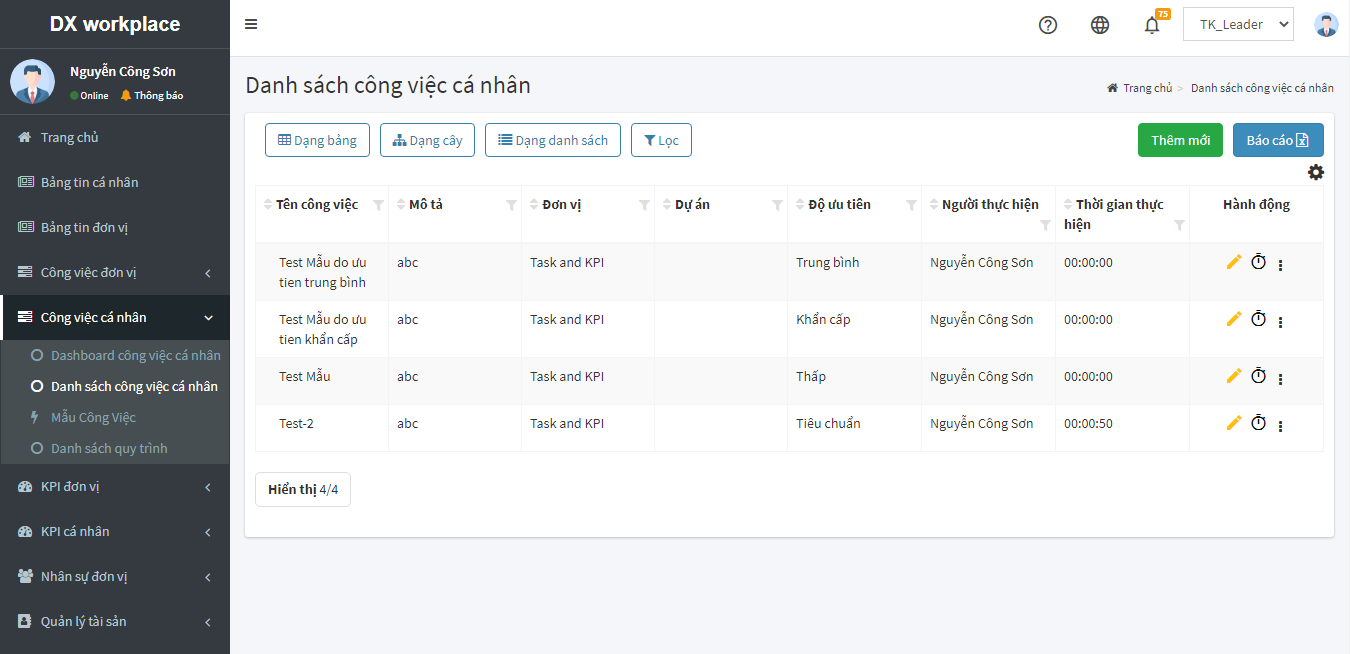 DX workplace
Nguyễn Công Sơn
Online Thông báo
Trang chủ
Bảng tin cá nhân
Bảng tin đơn vị
Công việc đơn vị
Công việc cá nhân
Dashboard công việc cá nhân
Danh sách công việc cá nhân
Mẫu Công Việc
Danh sách quy trình
KPI đơn vị
KPI cá nhân
Nhân sự đơn vị
Quản lý tài sản
75
TK_Leader
Danh sách công việc cá nhân
Trang chủ > Danh sách công việc cá nhân
Dạng bảng Dạng cây Dạng danh sách Lọc Thêm mới Báo cáo
Tên công việc Mô tả Đơn vị Dự án Độ ưu tiên Người thực hiện Thời gian thực Hành động
hiện
Test Mẫu do ưu abc Task and KPI Trung bình Nguyễn Công Sơn 00:00:00
tien trung bình
Test Mẫu do ưu abc Task and KPI Khẩn cấp Nguyễn Công Sơn 00:00:00
tien khẩn cấp
Test Mẫu abc Task and KPI Thấp Nguyễn Công Sơn 00:00:00
Test-2 abc Task and KPI Tiêu chuẩn Nguyễn Công Sơn 00:00:50
Hiển thị 4/4